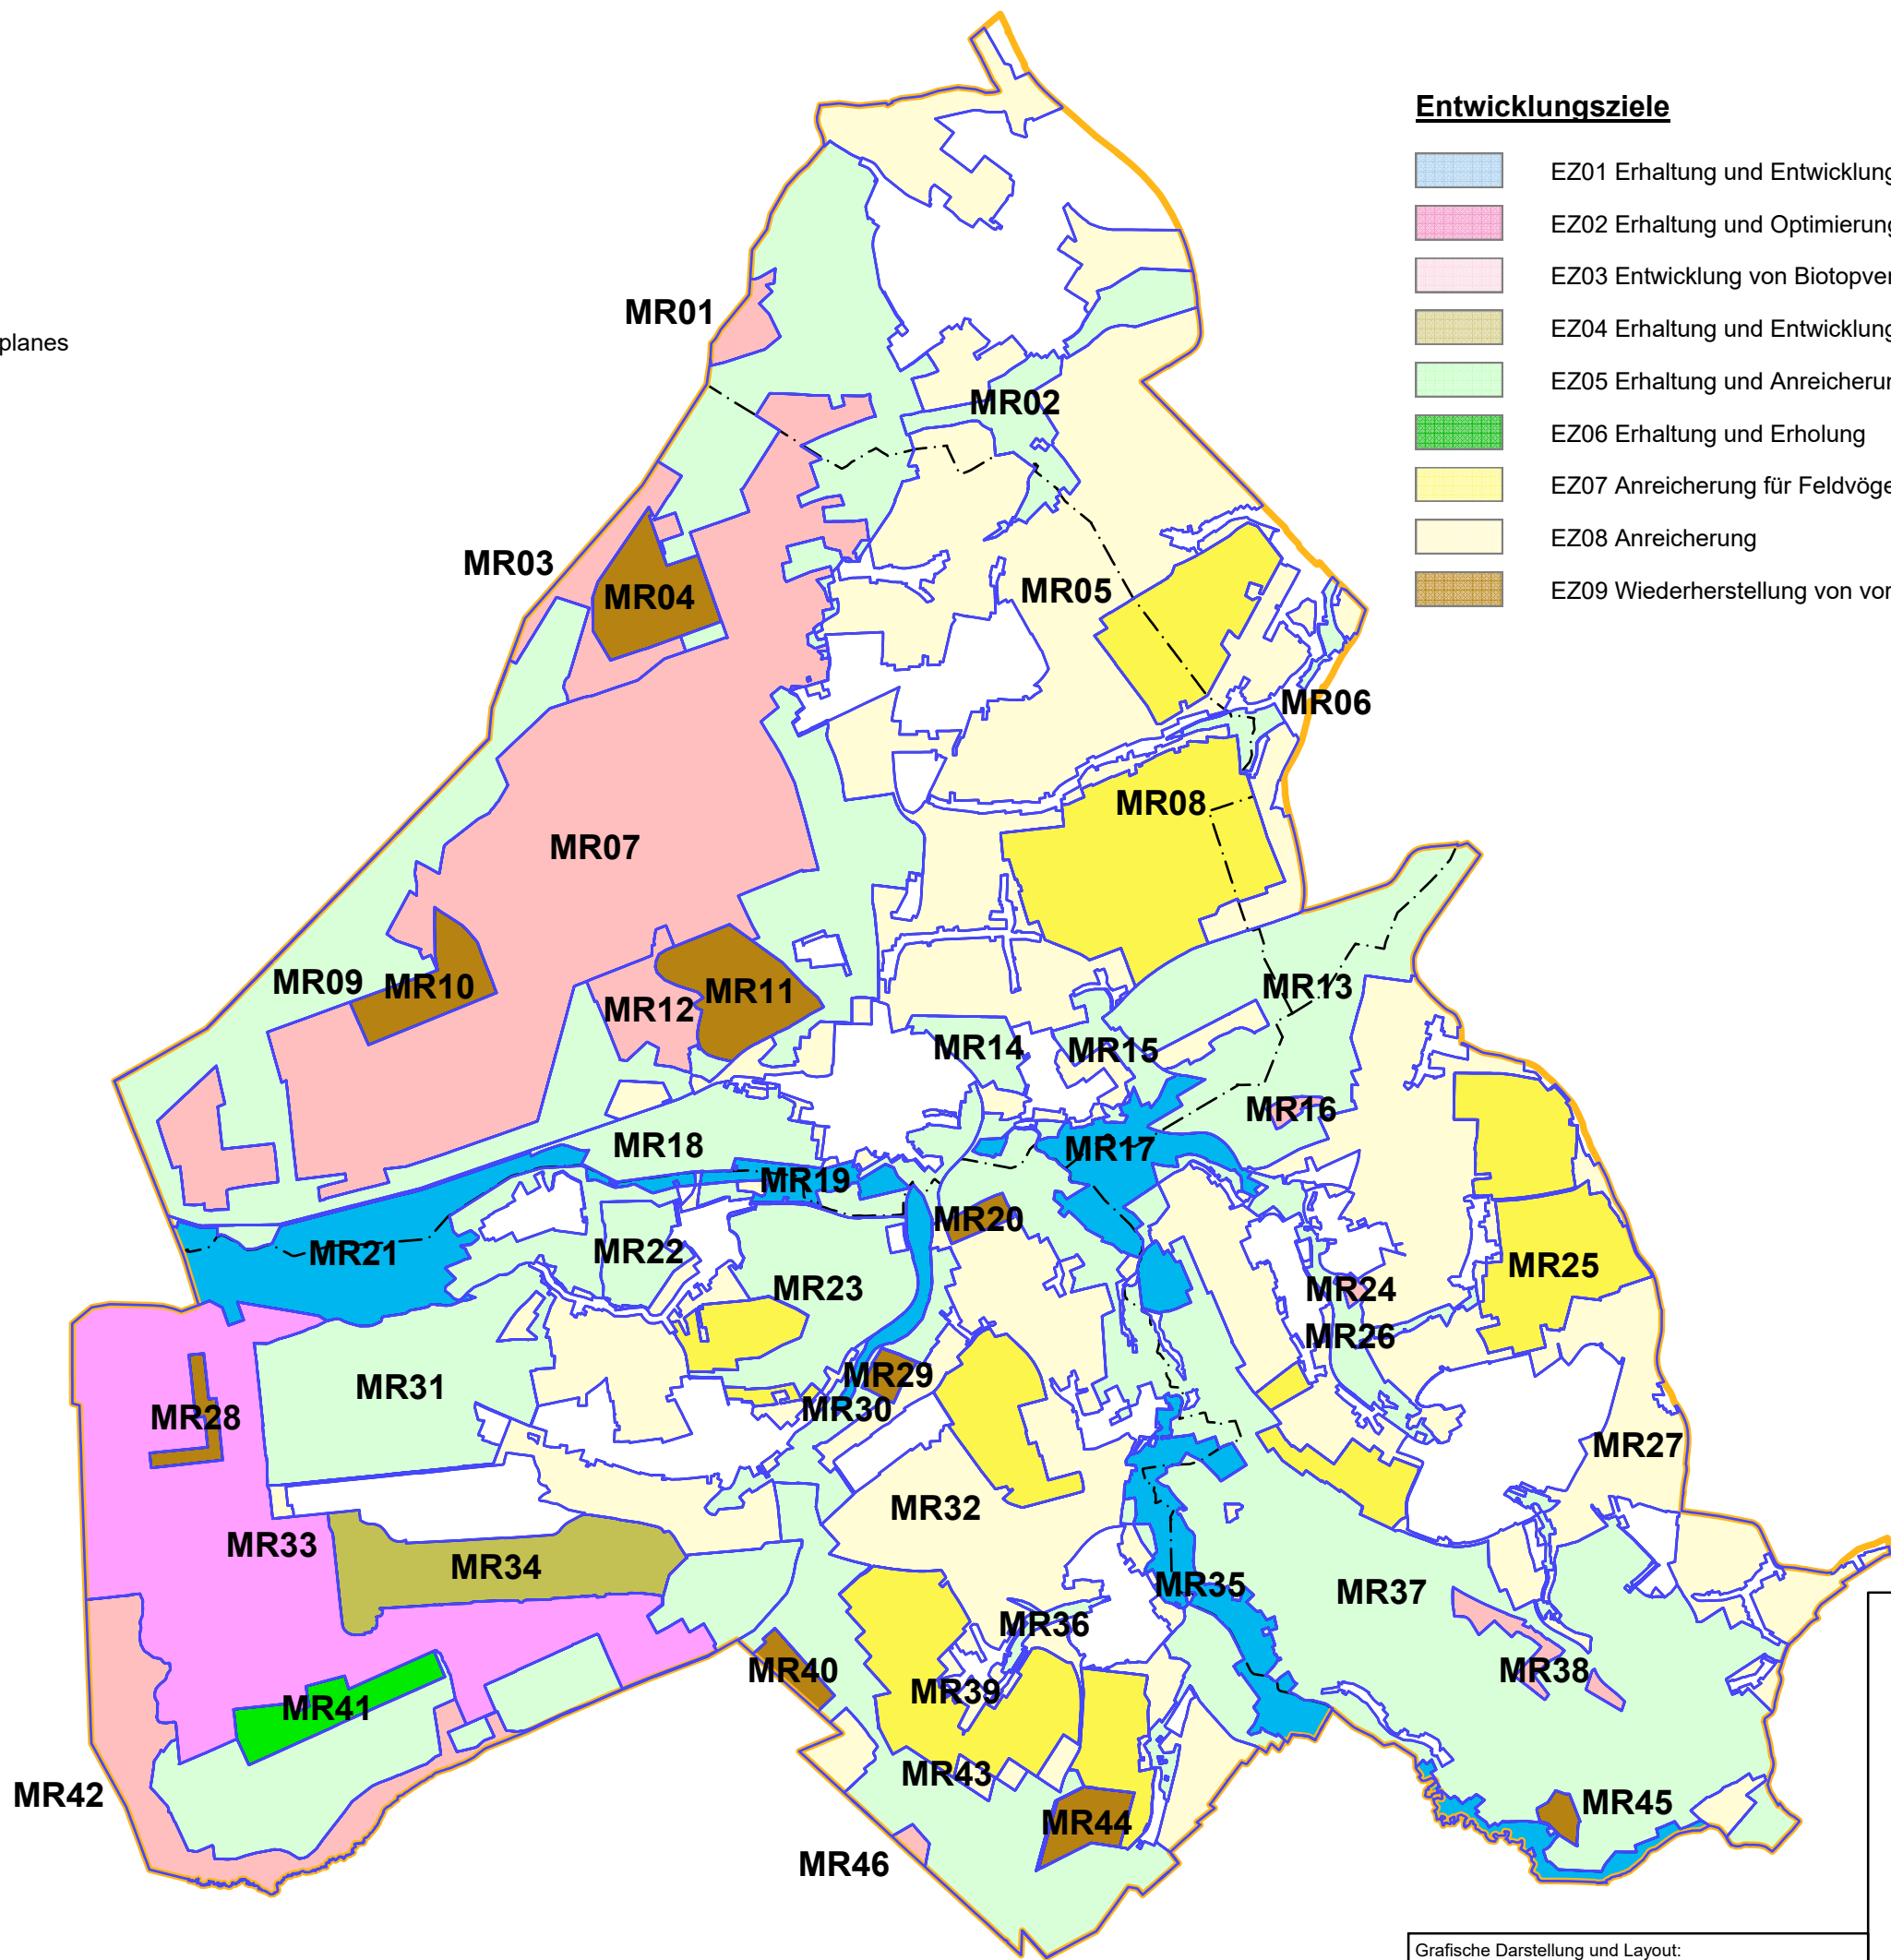 Entwicklungsziele
EZ01 Erhaltung und Entwicklung
EZ02 Erhaltung und Optimierung
EZ03 Entwicklung von Biotopver
EZ04 Erhaltung und Entwicklung
EZ05 Erhaltung und Anreicherun
EZ06 Erhaltung und Erholung
EZ07 Anreicherung für Feldvöge
EZ08 Anreicherung
EZ09 Wiederherstellung von vor
planes
MR01
MR02
MR03
MR04
MR05
MR06
MR07
MR08
MR09
MR10
MR11
MR12
MR13
MR14
MR15
MR16
MR17
MR18
MR19
MR20
MR21
MR22
MR23
MR24
MR25
MR26
MR27
MR28
MR29
MR30
MR31
MR32
MR33
MR34
MR35
MR36
MR37
MR38
MR39
MR40
MR41
MR42
MR43
MR44
MR45
MR46
Grafische Darstellung und Layout: